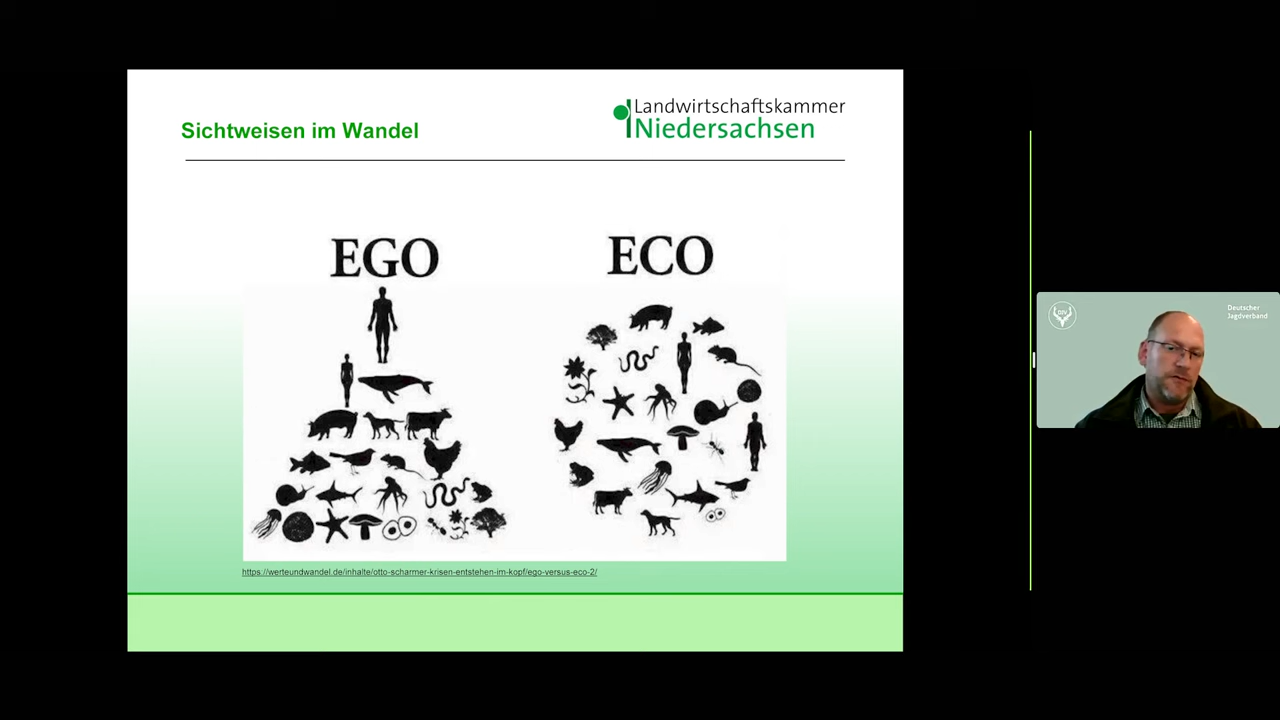 Sichtweisen im Wandel
Landwirtschaftskammer
Niedersachsen
EGO
ECO
https://werteundwandel.de/inhalte/otto-scharmer-krisen-entstehen-im-kopf/ego-versus-eco-2/
DJV
Deutscher
Jagdverband